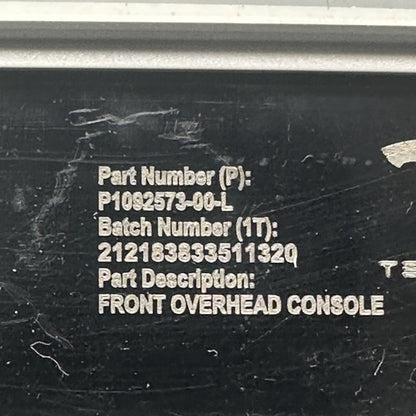 Part Number (P):
P1092573-00-L
Batch Number (1T):
212183833511320
Part Description:
FRONT OVERHEAD CONSOLE